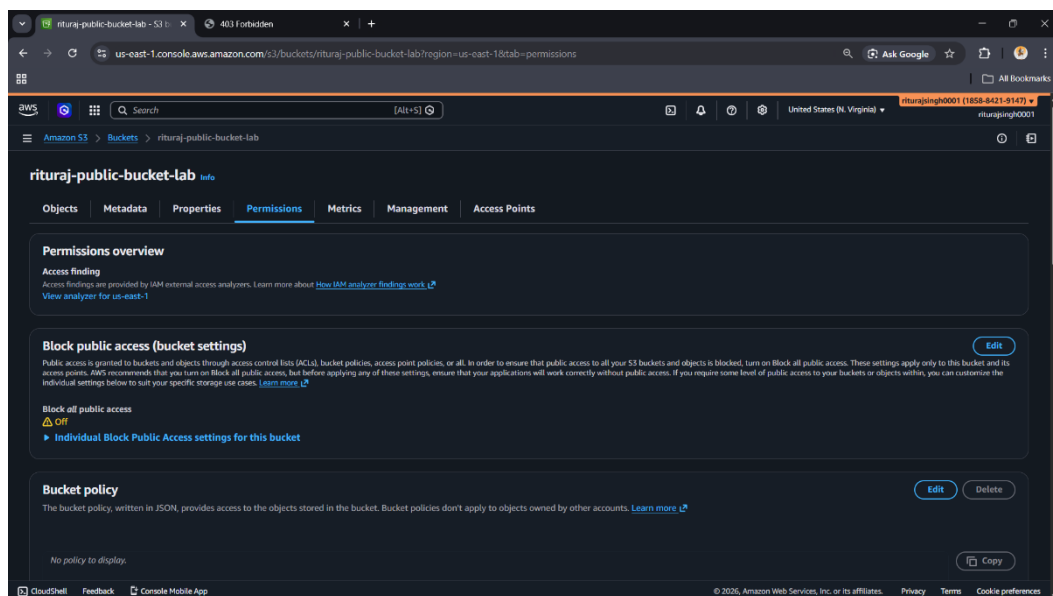 rituraj-public-bucket-lab - S3 b
403 Forbidden
us-east-1.console.aws.amazon.com/s3/buckets/rituraj-public-bucket-lab?region=us-east-1&tab=permissions
Ask Google
All Bookmarks
aws
Search
[Alt+S]
United States (N. Virginia)
riturajsingh0001 (1858-8421-9147)
riturajsingh0001
Amazon S3 > Buckets > rituraj-public-bucket-lab
rituraj-public-bucket-lab Info
Objects Metadata Properties Permissions Metrics Management Access Points
Permissions overview
Access finding
Access findings are provided by IAM external access analyzers. Learn more about How IAM analyzer findings work
View analyzer for us-east-1
Block public access (bucket settings)
Edit
Public access is granted to buckets and objects through access control lists (ACLs), bucket policies, access point policies, or all. In order to ensure that public access to all your S3 buckets and objects is blocked, turn on Block all public access. These settings apply only to this bucket and its
access points. AWS recommends that you turn on Block all public access, but before applying any of these settings, ensure that your applications will work correctly without public access. If you require some level of public access to your buckets or objects within, you can customize the
individual settings below to suit your specific storage use cases. Learn more
Block all public access
Off
Individual Block Public Access settings for this bucket
Bucket policy
Edit Delete
The bucket policy, written in JSON, provides access to the objects stored in the bucket. Bucket policies don't apply to objects owned by other accounts. Learn more
No policy to display.
Copy
CloudShell Feedback Console Mobile App © 2026, Amazon Web Services, Inc. or its affiliates. Privacy Terms Cookie preferences